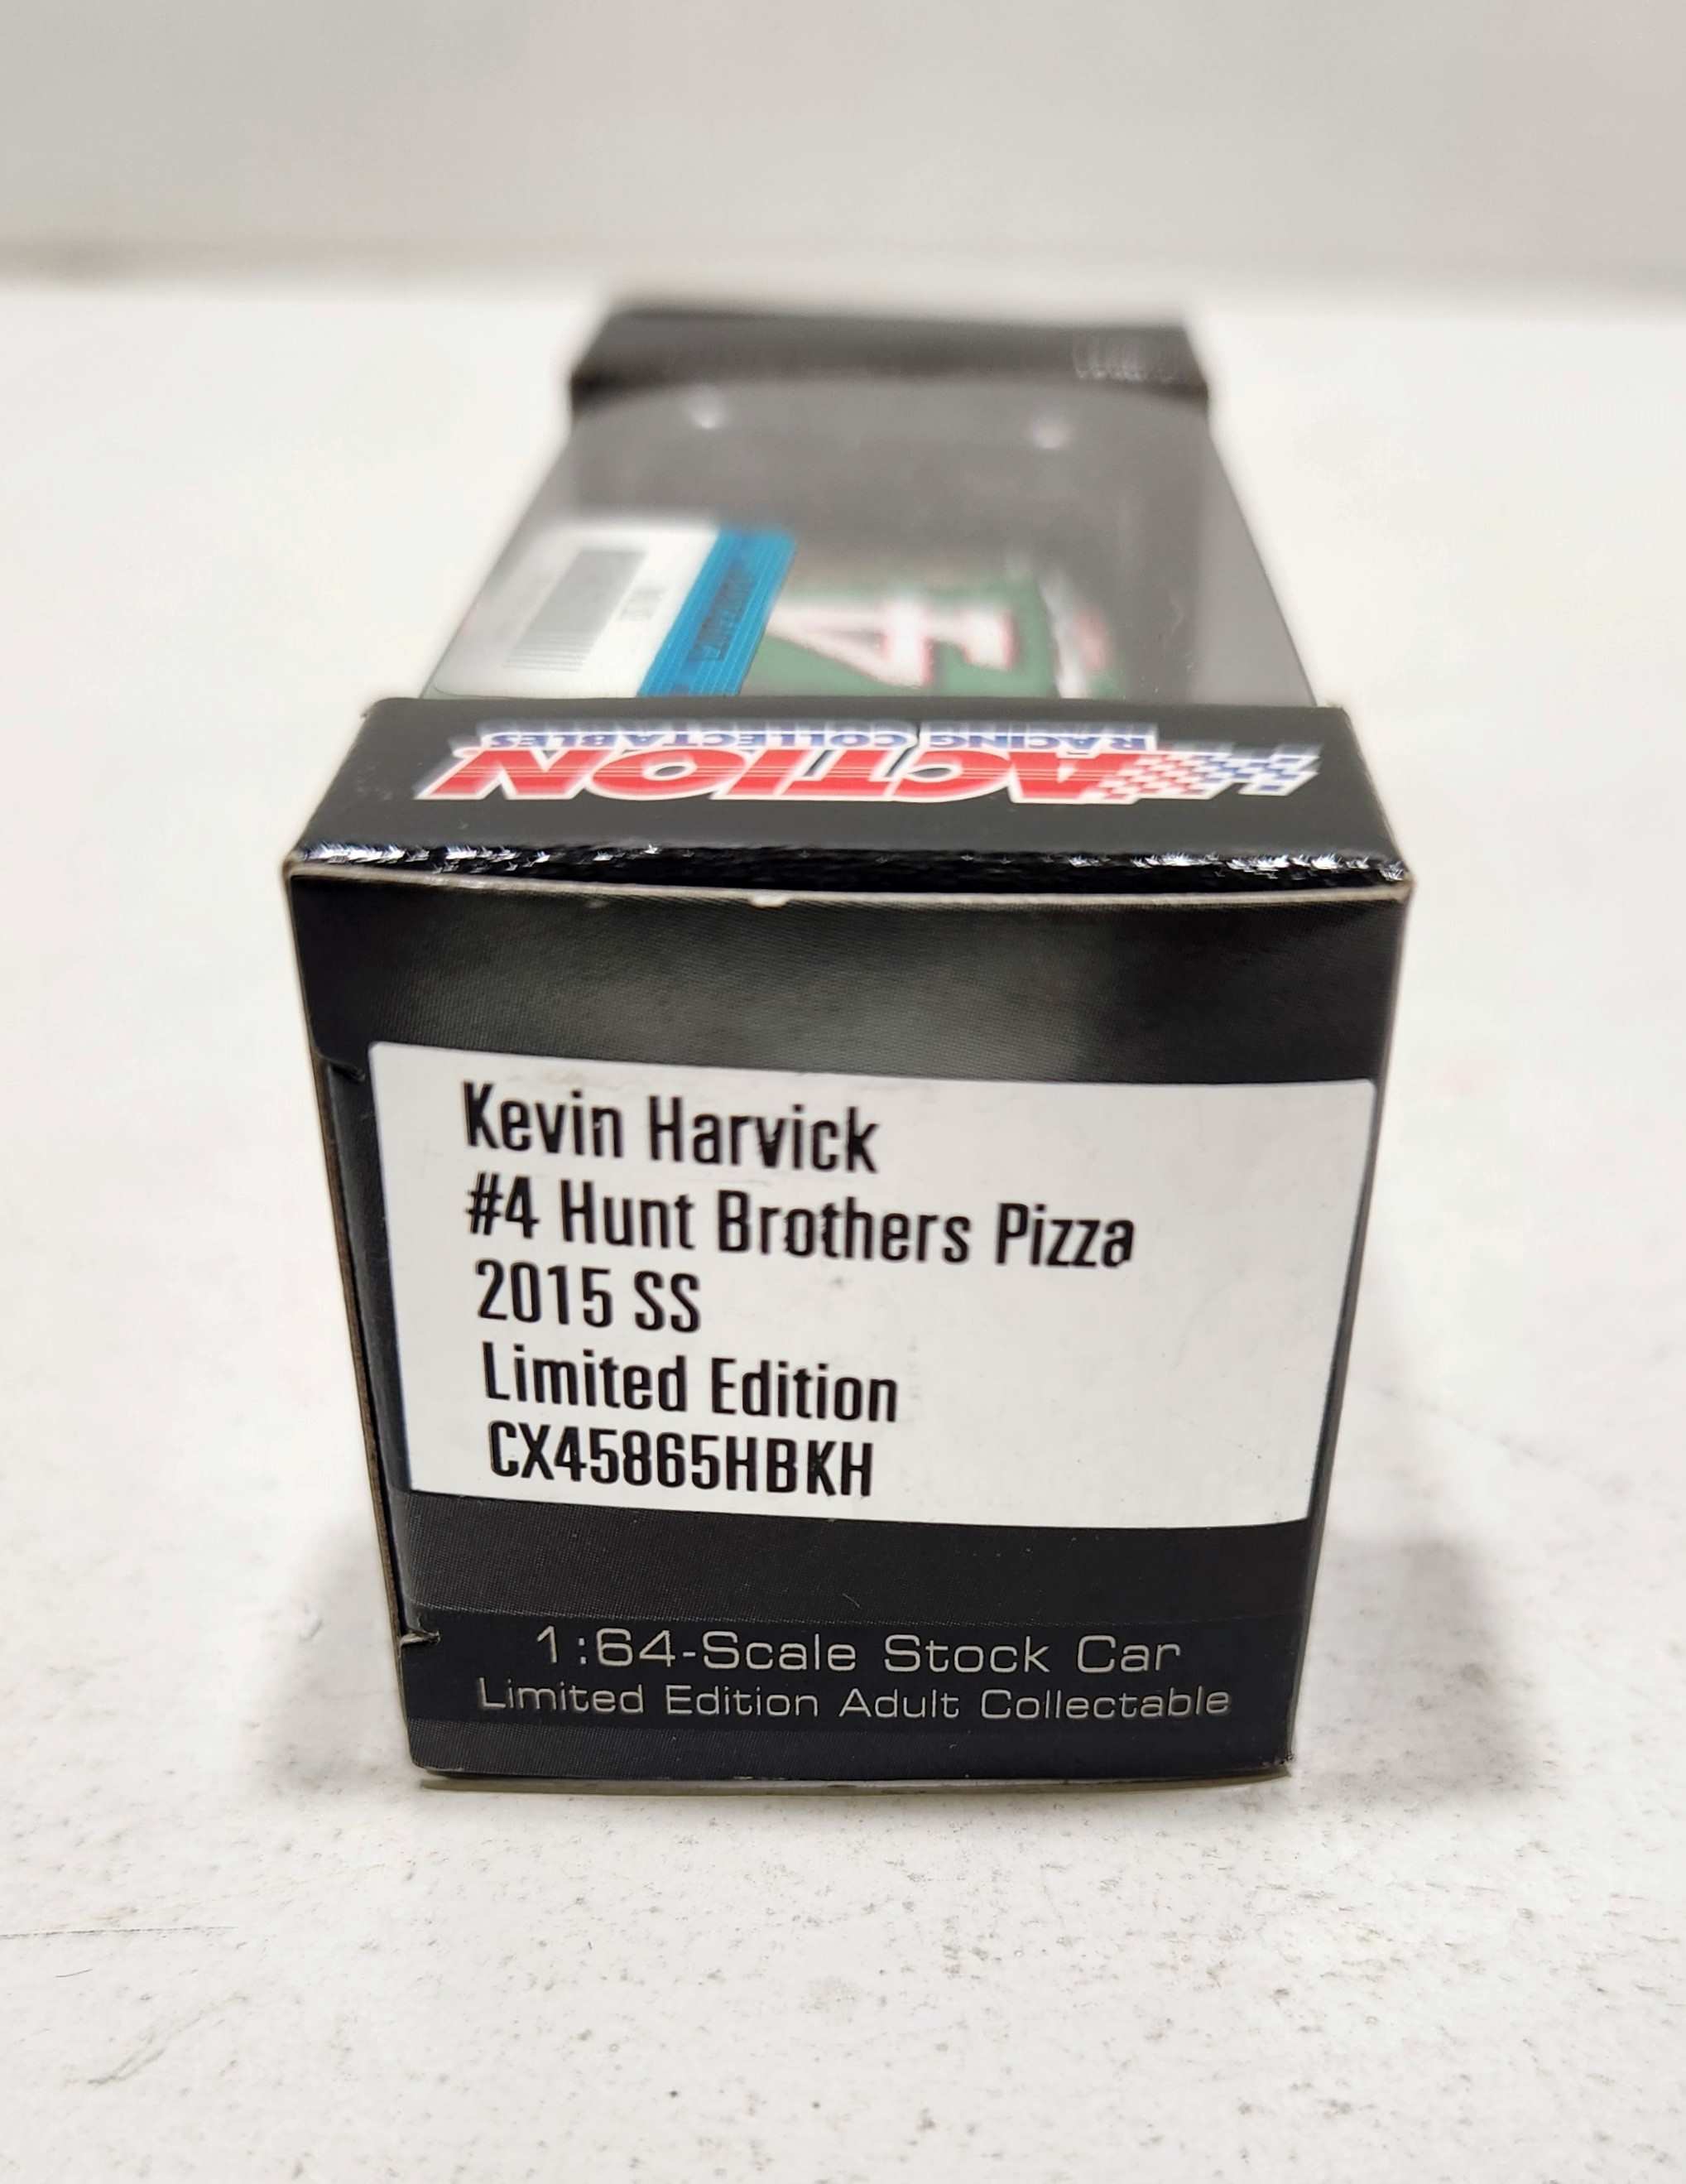 ACTION
RACING COLLECTABLES
Kevin Harvick
#4 Hunt Brothers Pizza
2015 SS
Limited Edition
CX45865HBKH
1:64-Scale Stock Car
Limited Edition Adult Collectable
4